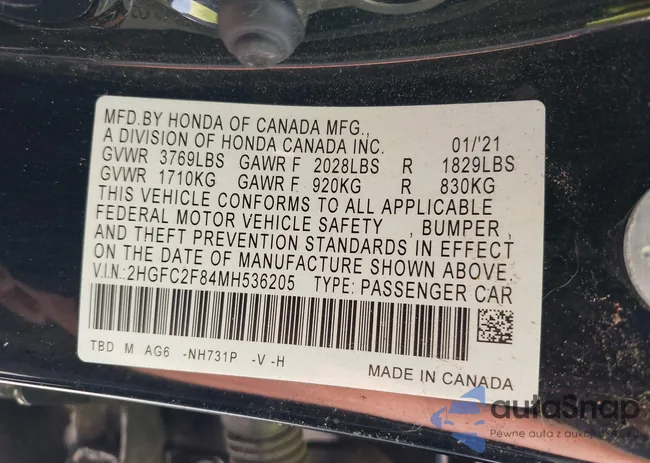 MFD.BY HONDA OF CANADA MFG.,
A DIVISION OF HONDA CANADA INC. 01/'21
GVWR 3769LBS GAWR F 2028LBS R 1829LBS
GVWR 1710KG GAWR F 920KG R 830KG
THIS VEHICLE CONFORMS TO ALL APPLICABLE
FEDERAL MOTOR VEHICLE SAFETY , BUMPER ,
AND THEFT PREVENTION STANDARDS IN EFFECT
ON THE DATE OF MANUFACTURE SHOWN ABOVE.
V.I.N.:2HGFC2F84MH536205 TYPE: PASSENGER CAR
TBD M AG6 -NH731P -V -H
MADE IN CANADA
autoSnap
Pewne auta z aukcji